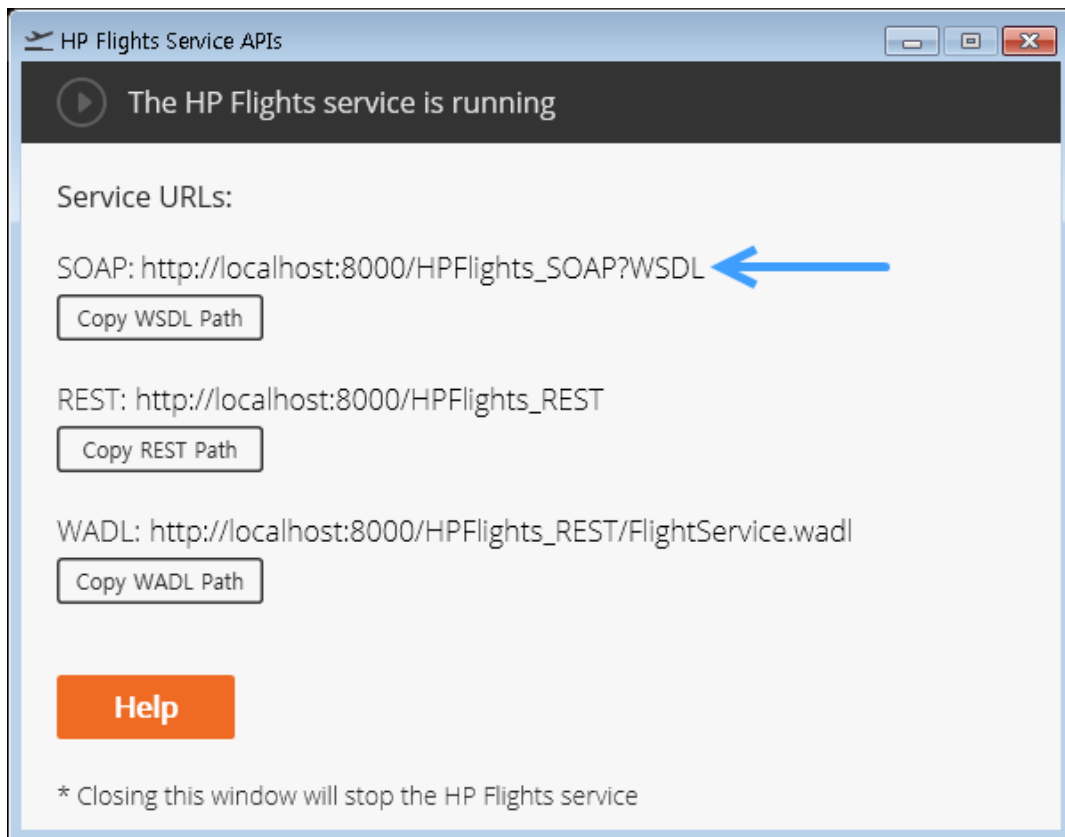 HP Flights Service APIs
The HP Flights service is running
Service URLs:
SOAP: http://localhost:8000/HPFlights_SOAP?WSDL
Copy WSDL Path
REST: http://localhost:8000/HPFlights_REST
Copy REST Path
WADL: http://localhost:8000/HPFlights_REST/FlightService.wadl
Copy WADL Path
Help
* Closing this window will stop the HP Flights service